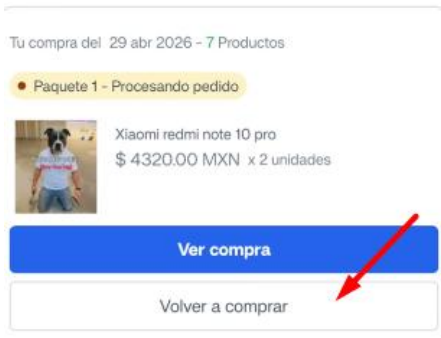 Tu compra del 29 abr 2026 - 7 Productos
Paquete 1 - Procesando pedido
Xiaomi redmi note 10 pro
$ 4320.00 MXN x 2 unidades
Ver compra
Volver a comprar